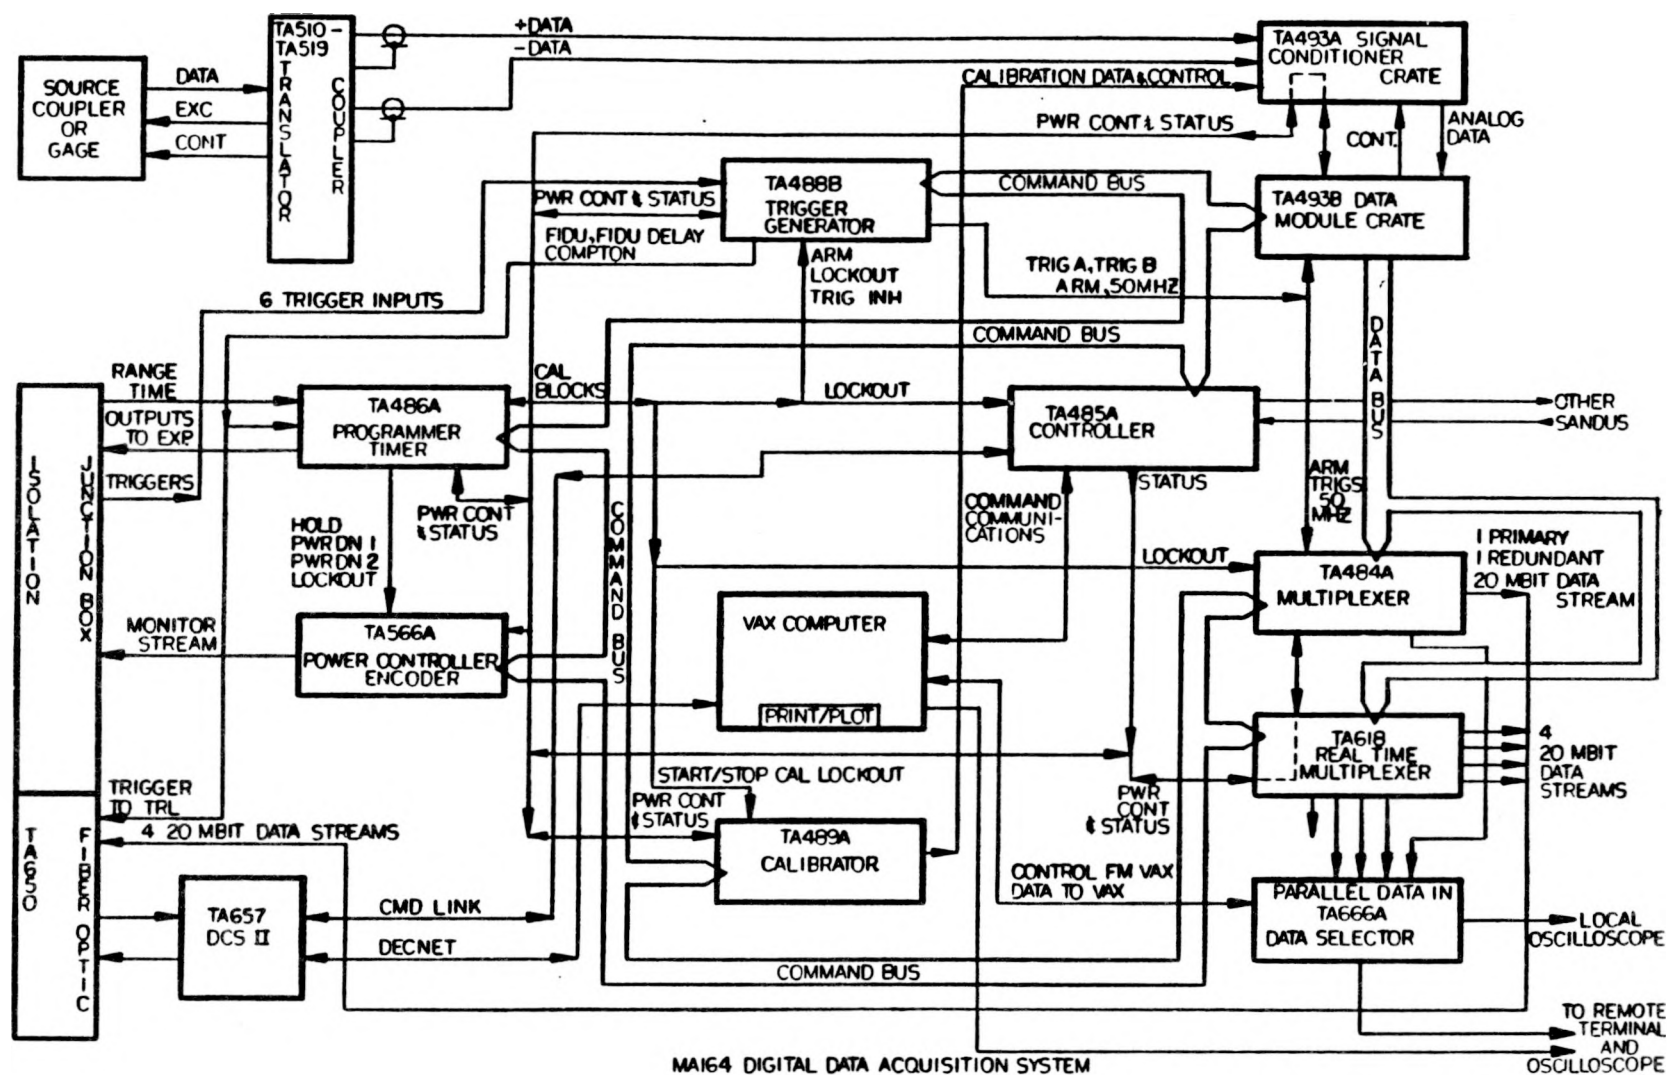 TA510 -
TA519
TRANSLATOR
COUPLER
+DATA
-DATA
TA493A SIGNAL
CONDITIONER
CRATE
SOURCE
COUPLER
OR
GAGE
DATA
EXC
CONT
CALIBRATION DATA & CONTROL
PWR CONT & STATUS
CONT.
ANALOG
DATA
TA488B
TRIGGER
GENERATOR
COMMAND BUS
TA493B DATA
MODULE CRATE
PWR CONT & STATUS
FIDU, FIDU DELAY
COMPTON
ARM
LOCKOUT
TRIG INH
TRIG A, TRIG B
ARM, 50MHZ
6 TRIGGER INPUTS
COMMAND BUS
DATA BUS
RANGE
TIME
CAL
BLOCKS
LOCKOUT
TA486A
PROGRAMMER
TIMER
TA485A
CONTROLLER
OTHER
SANDUS
OUTPUTS
TO EXP
TRIGGERS
ISOLATION
JUNCTION BOX
PWR CONT
& STATUS
COMMAND BUS
COMMAND
COMMUNI-
CATIONS
STATUS
ARM
TRIGS
50
MHZ
HOLD
PWR DN 1
PWR DN 2
LOCKOUT
LOCKOUT
1 PRIMARY
1 REDUNDANT
20 MBIT DATA
STREAM
TA484A
MULTIPLEXER
MONITOR
STREAM
TA566A
POWER CONTROLLER
ENCODER
VAX COMPUTER
PRINT/PLOT
TA618
REAL TIME
MULTIPLEXER
4
20 MBIT
DATA
STREAMS
TRIGGER
TO TRL
START/STOP CAL LOCKOUT
PWR CONT
& STATUS
PWR
CONT
& STATUS
4 20 MBIT DATA STREAMS
TA489A
CALIBRATOR
TA650
FIBER OPTIC
TA657
DCS II
CMD LINK
DECNET
CONTROL FM VAX
DATA TO VAX
PARALLEL DATA IN
TA666A
DATA SELECTOR
LOCAL
OSCILLOSCOPE
COMMAND BUS
TO REMOTE
TERMINAL
AND
OSCILLOSCOPE
MA164 DIGITAL DATA ACQUISITION SYSTEM